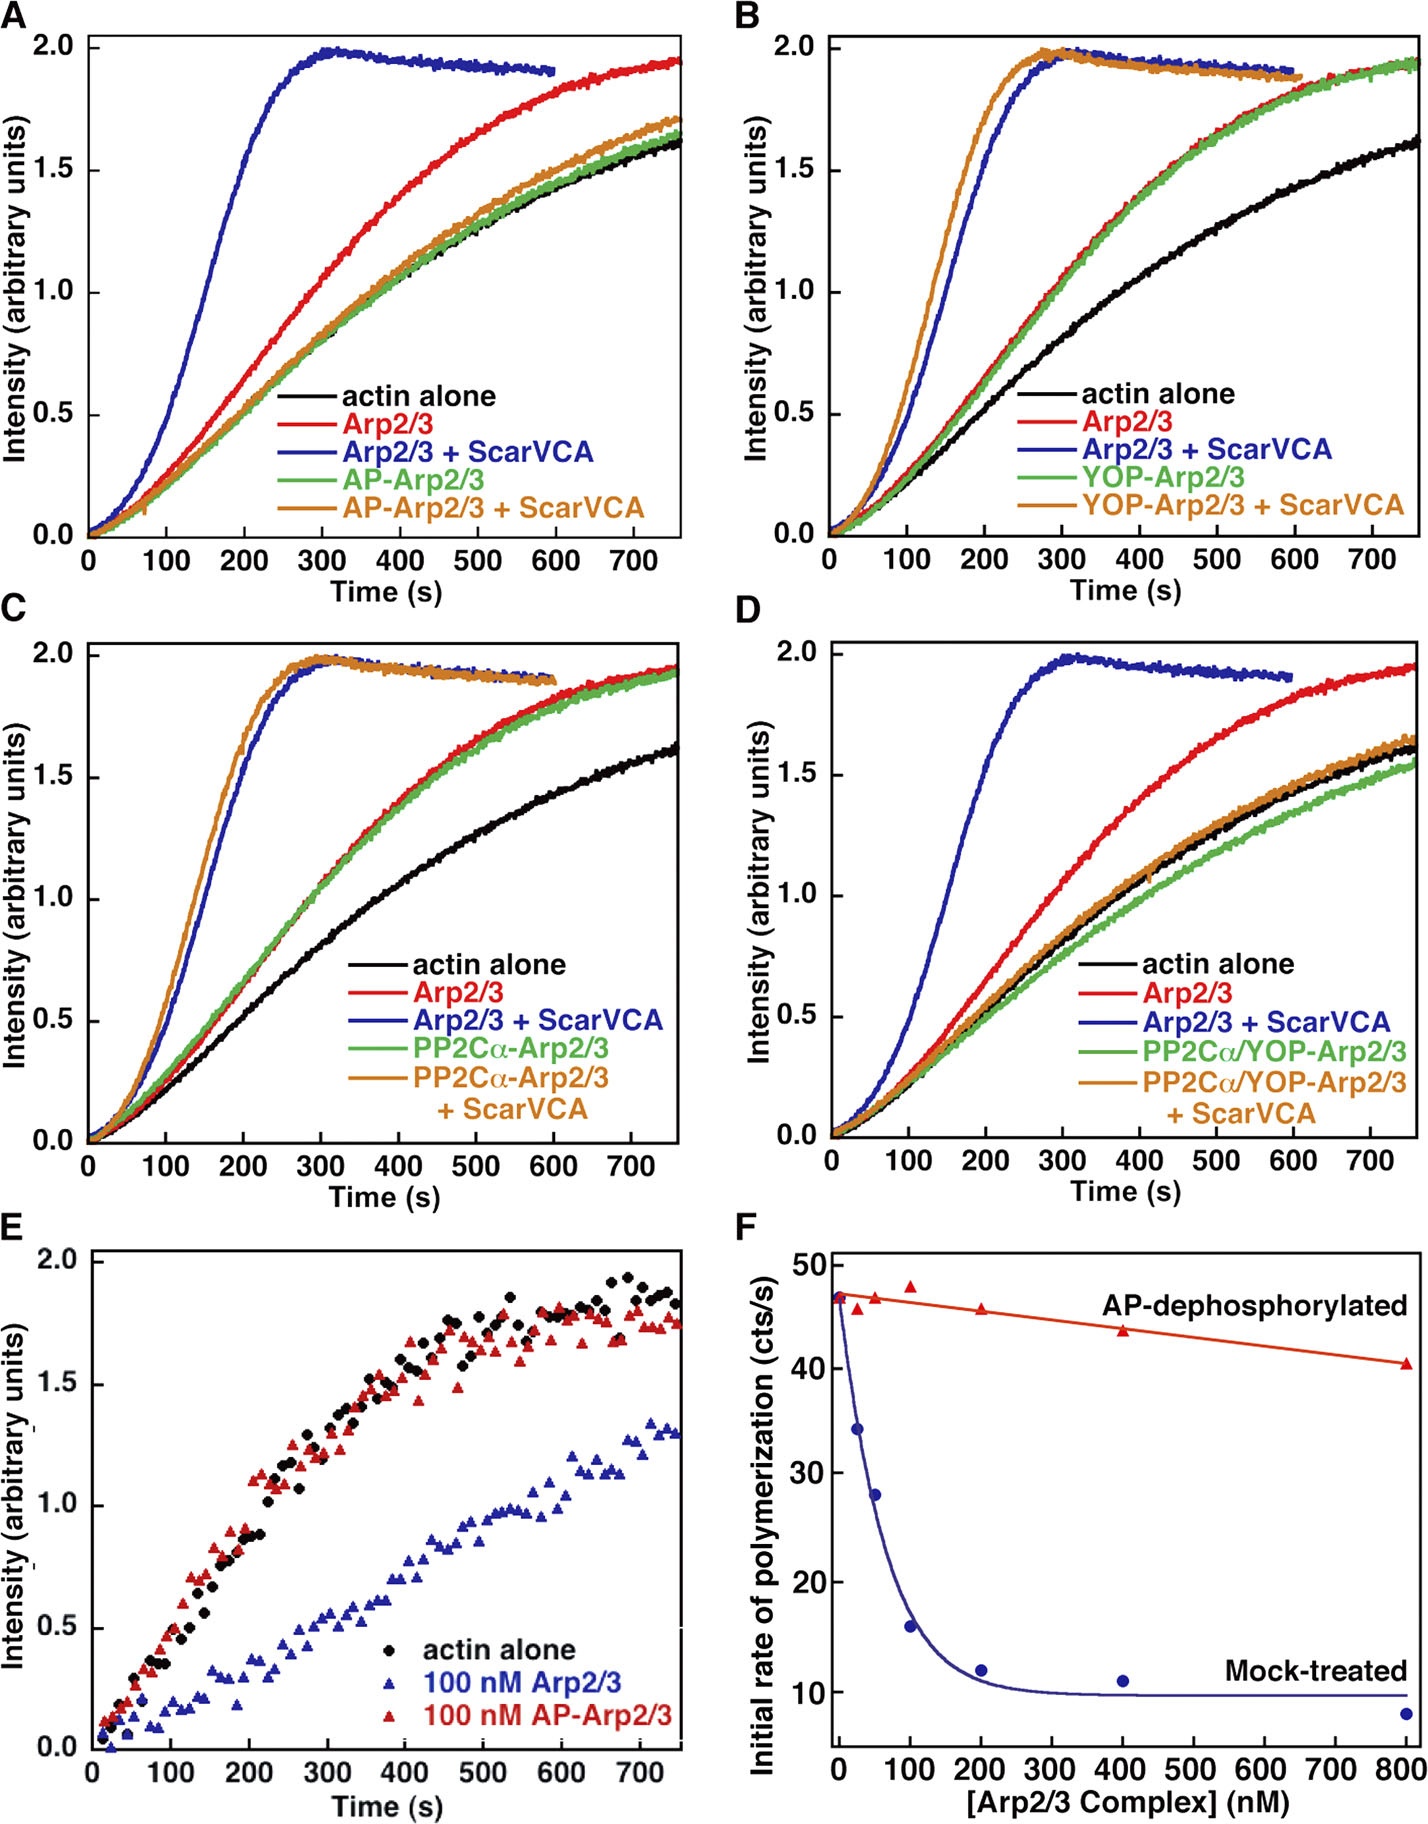 A
Intensity (arbitrary units)
2.0
1.5
1.0
0.5
0.0
actin alone
Arp2/3
Arp2/3 + ScarVCA
AP-Arp2/3
AP-Arp2/3 + ScarVCA
0 100 200 300 400 500 600 700
Time (s)
B
Intensity (arbitrary units)
2.0
1.5
1.0
0.5
0.0
actin alone
Arp2/3
Arp2/3 + ScarVCA
YOP-Arp2/3
YOP-Arp2/3 + ScarVCA
0 100 200 300 400 500 600 700
Time (s)
C
Intensity (arbitrary units)
2.0
1.5
1.0
0.5
0.0
actin alone
Arp2/3
Arp2/3 + ScarVCA
PP2Cα-Arp2/3
PP2Cα-Arp2/3
+ ScarVCA
0 100 200 300 400 500 600 700
Time (s)
D
Intensity (arbitrary units)
2.0
1.5
1.0
0.5
0.0
actin alone
Arp2/3
Arp2/3 + ScarVCA
PP2Cα/YOP-Arp2/3
PP2Cα/YOP-Arp2/3
+ ScarVCA
0 100 200 300 400 500 600 700
Time (s)
E
Intensity (arbitrary units)
2.0
1.5
1.0
0.5
0.0
actin alone
100 nM Arp2/3
100 nM AP-Arp2/3
0 100 200 300 400 500 600 700
Time (s)
F
Initial rate of polymerization (cts/s)
50
40
30
20
10
AP-dephosphorylated
Mock-treated
0 100 200 300 400 500 600 700 800
[Arp2/3 Complex] (nM)